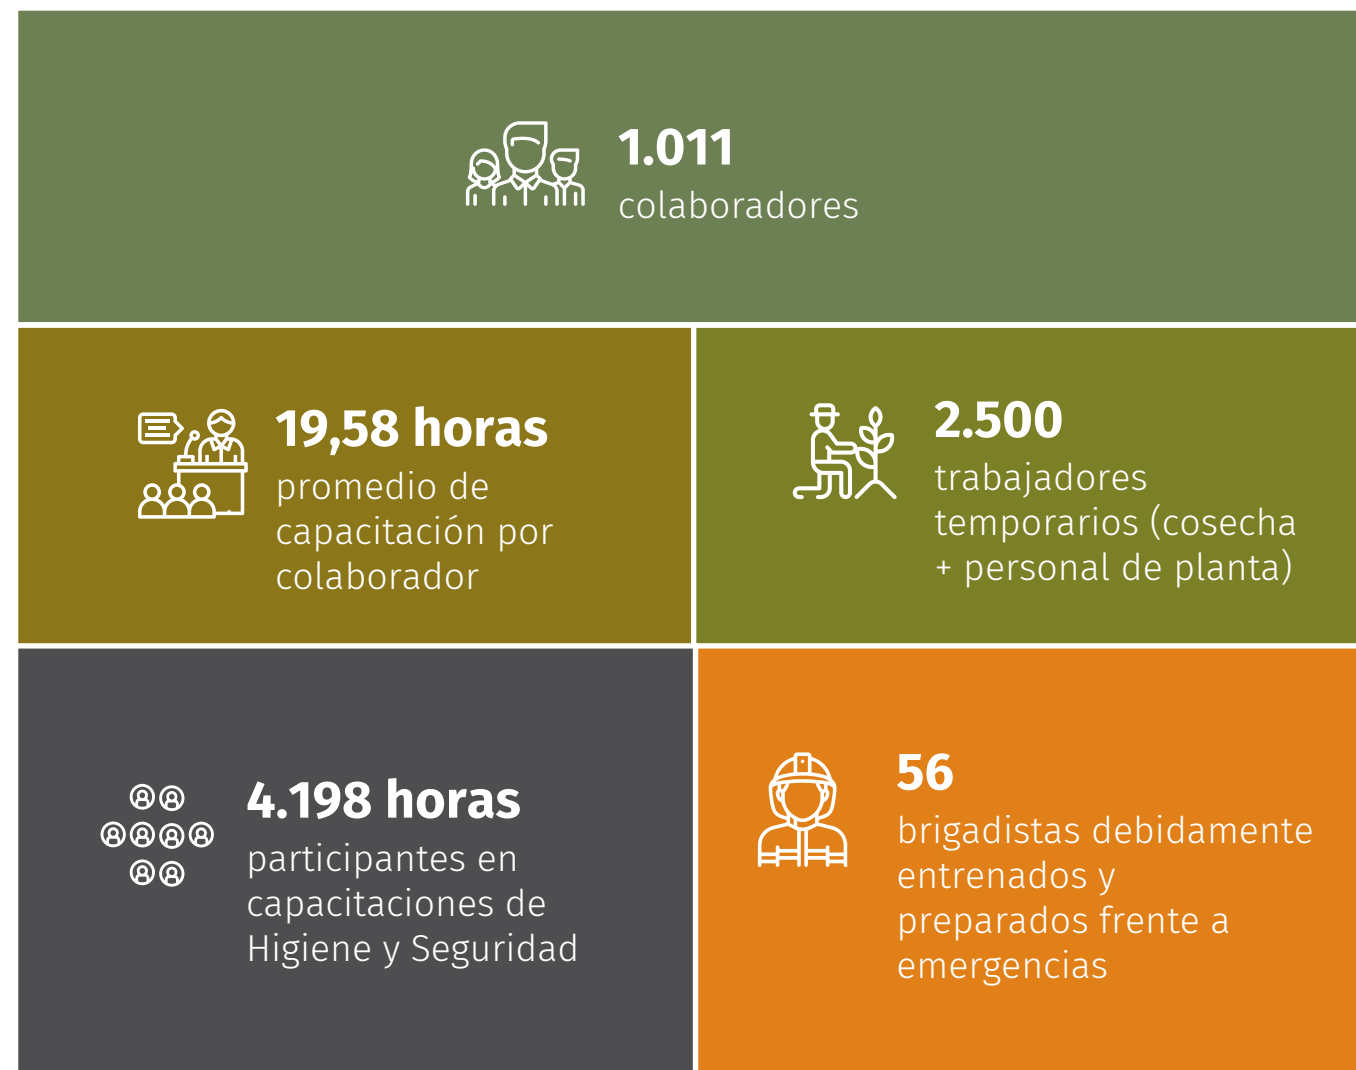 1.011
colaboradores
19,58 horas
promedio de
capacitación por
colaborador
2.500
trabajadores
temporarios (cosecha
+ personal de planta)
4.198 horas
participantes en
capacitaciones de
Higiene y Seguridad
56
brigadistas debidamente
entrenados y
preparados frente a
emergencias